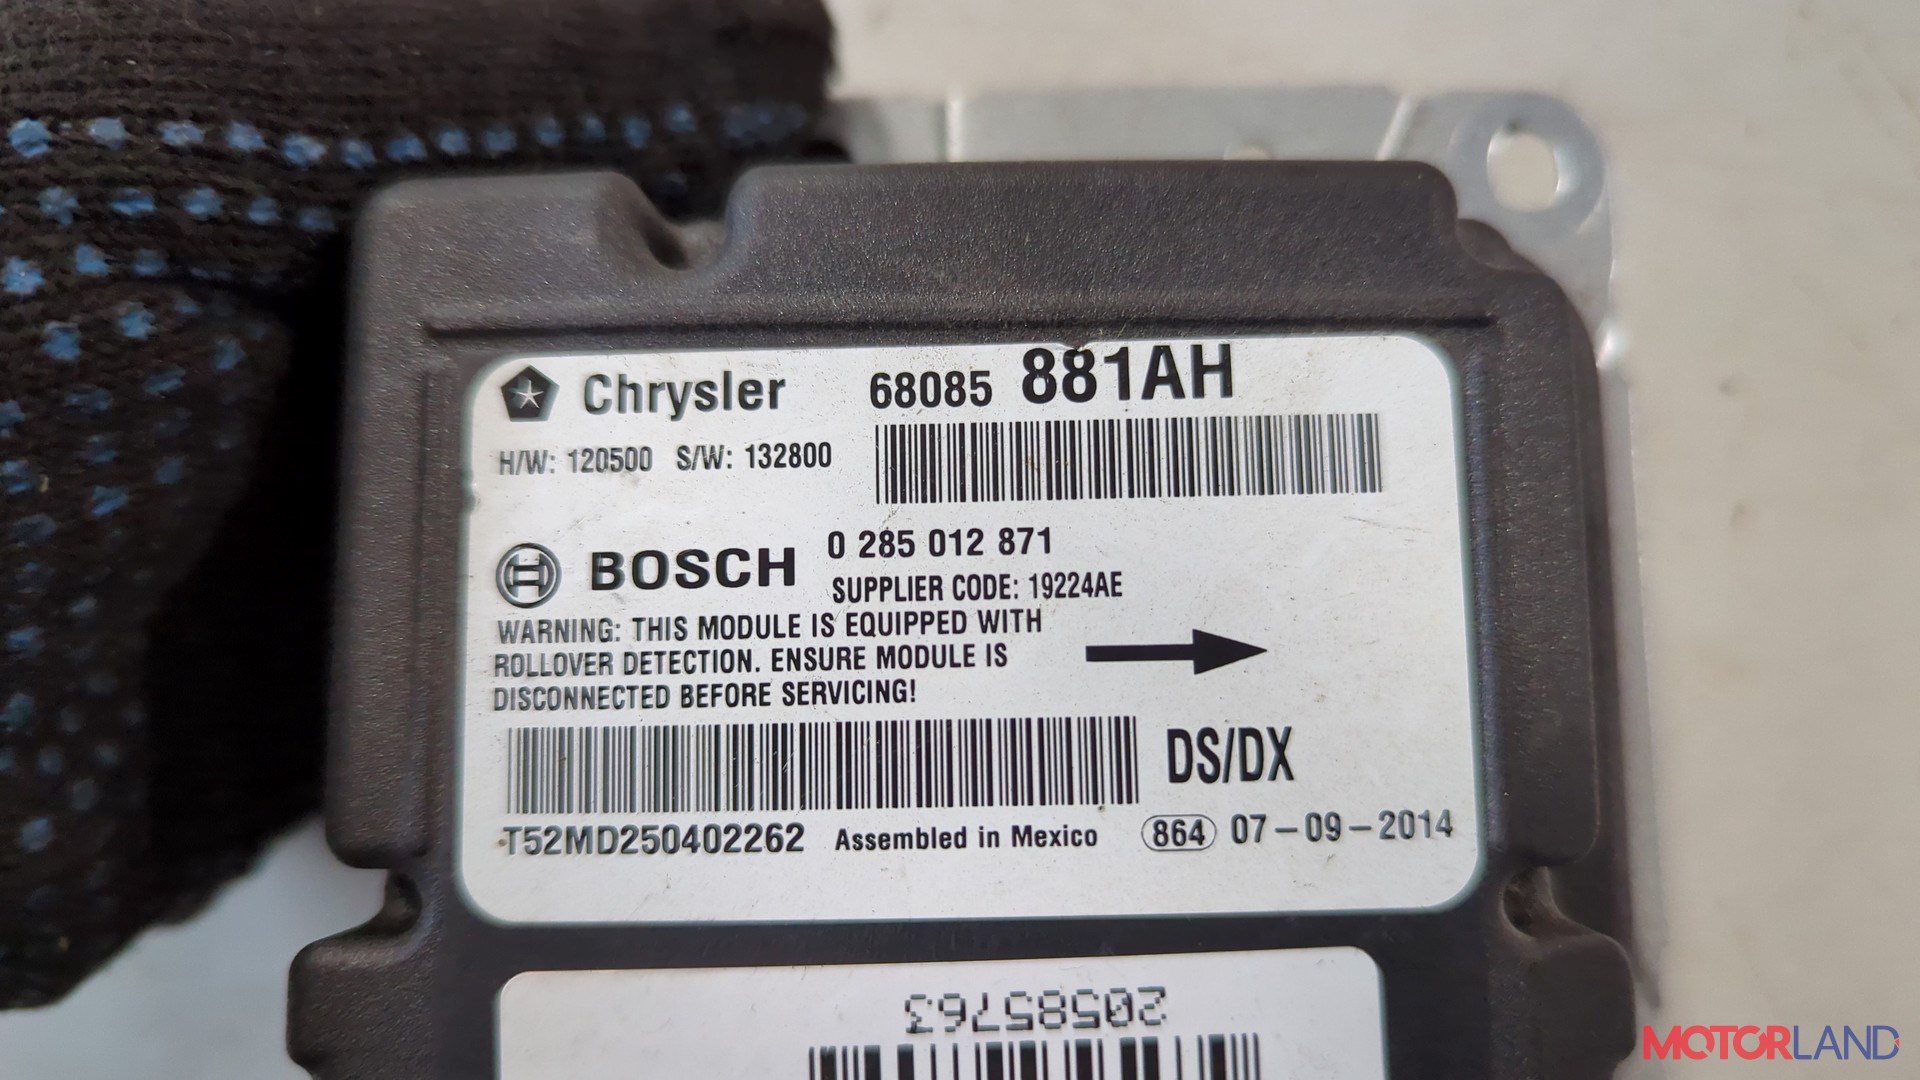 Chrysler 68085 881AH
H/W: 120500 S/W: 132800
BOSCH 0 285 012 871
SUPPLIER CODE: 19224AE
WARNING: THIS MODULE IS EQUIPPED WITH
ROLLOVER DETECTION. ENSURE MODULE IS
DISCONNECTED BEFORE SERVICING!
DS/DX
T52MD250402262 Assembled in Mexico 864 07-09-2014
20585763
MOTORLAND